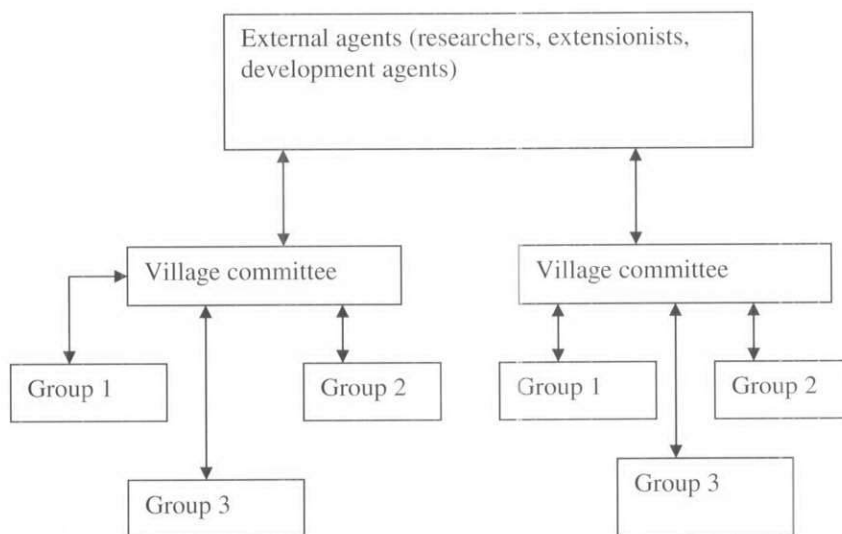 External agents (researchers, extensionists,
development agents)
Village committee
Village committee
Group 1
Group 2
Group 1
Group 2
Group 3
Group 3